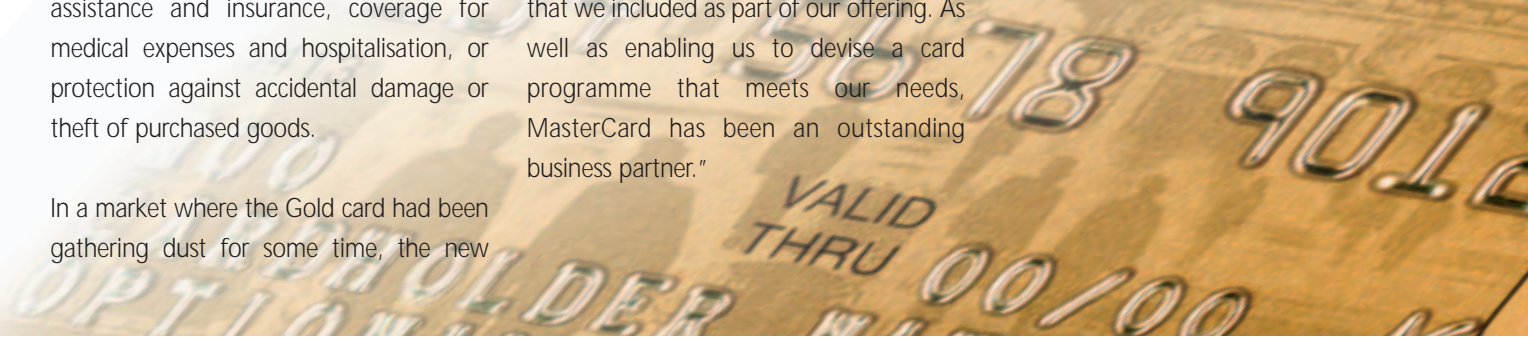 assistance and insurance, coverage for
medical expenses and hospitalisation, or
protection against accidental damage or
theft of purchased goods.
In a market where the Gold card had been
gathering dust for some time, the new
that we included as part of our offering. As
well as enabling us to devise a card
programme that meets our needs,
MasterCard has been an outstanding
business partner.”
5678 9012
VALID
THRU 00/00
CARDHOLDER